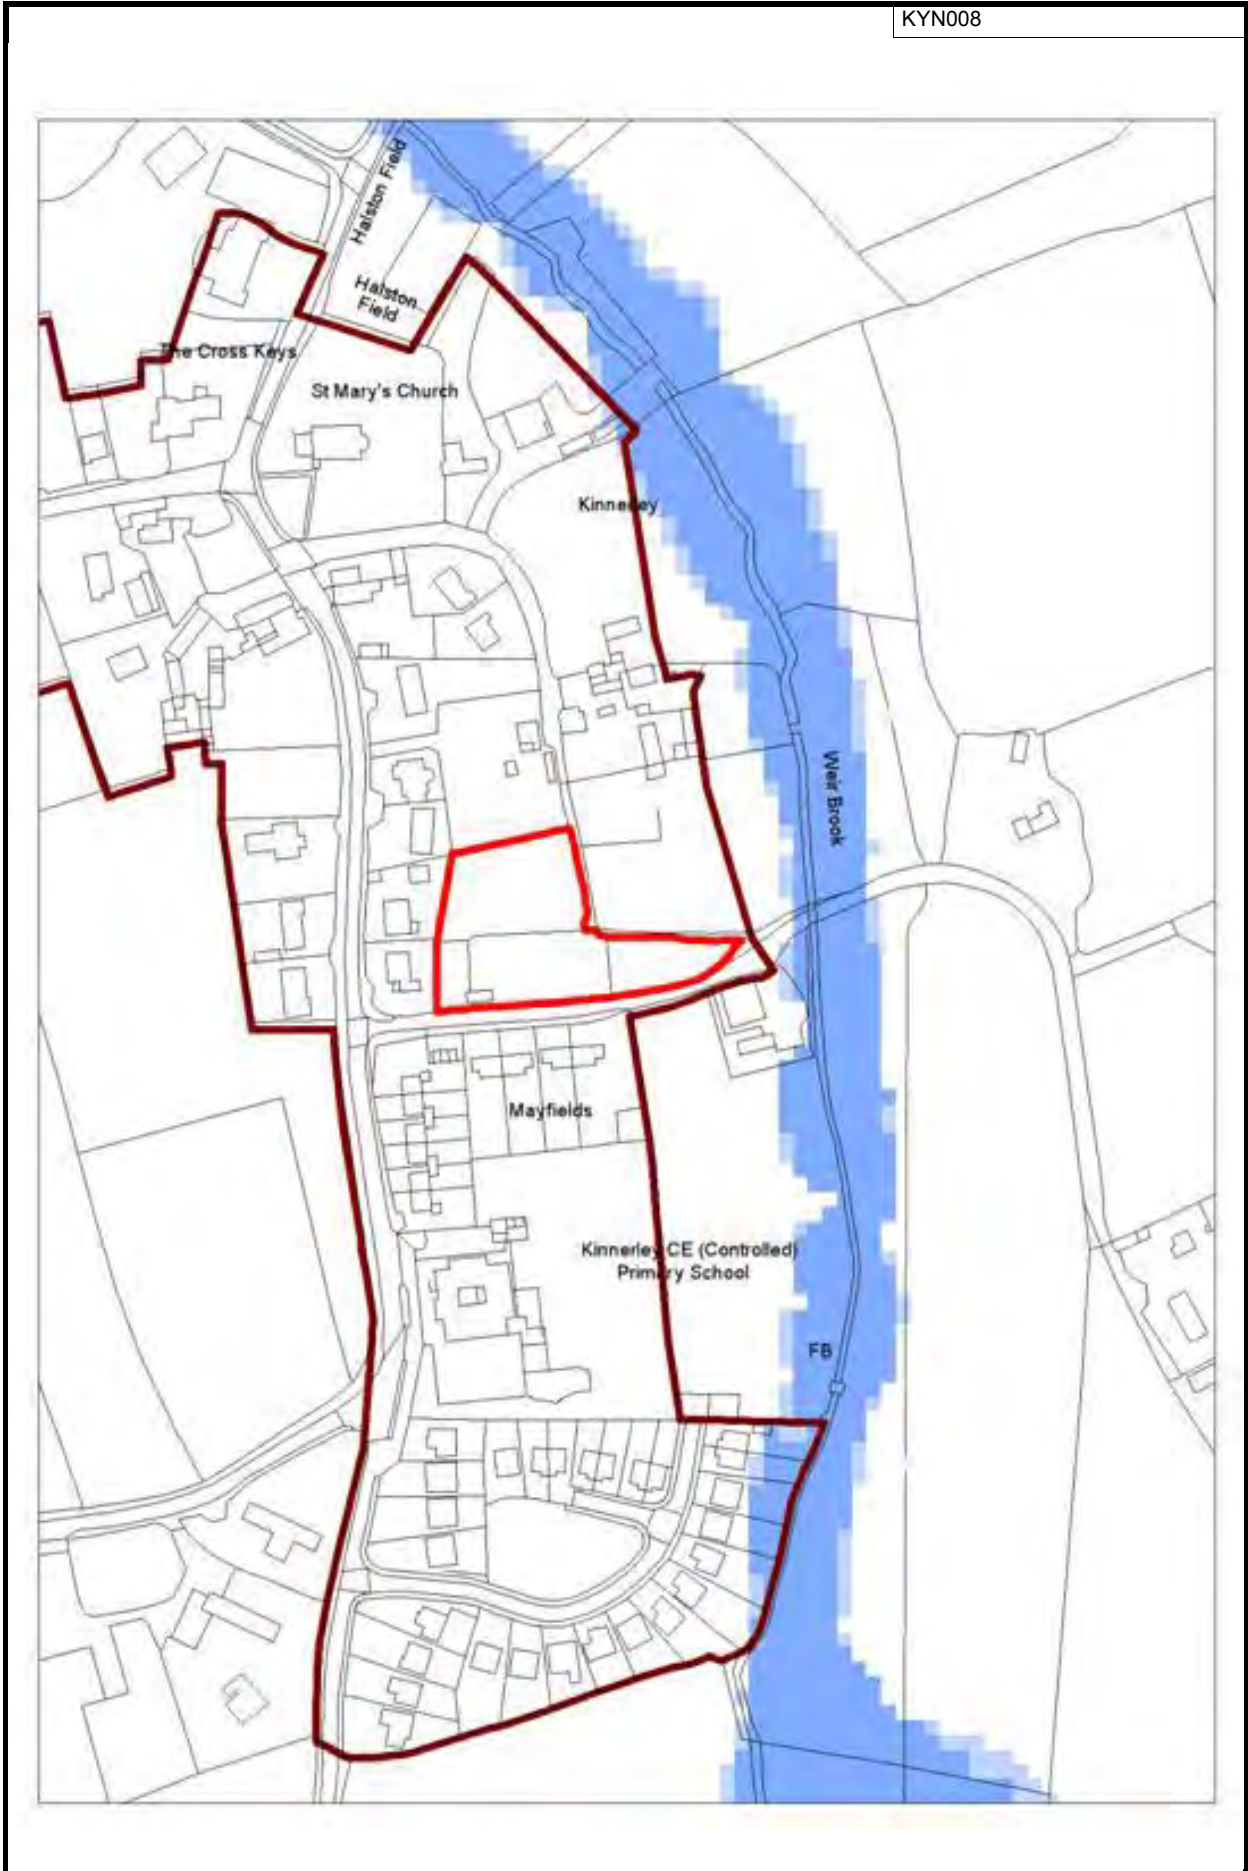 KYN008
Halston Field
Halston
Field
The Cross Keys
St Mary's Church
Kinnerley
Weir Brook
Mayfields
Kinnerley CE (Controlled)
Primary School
FB